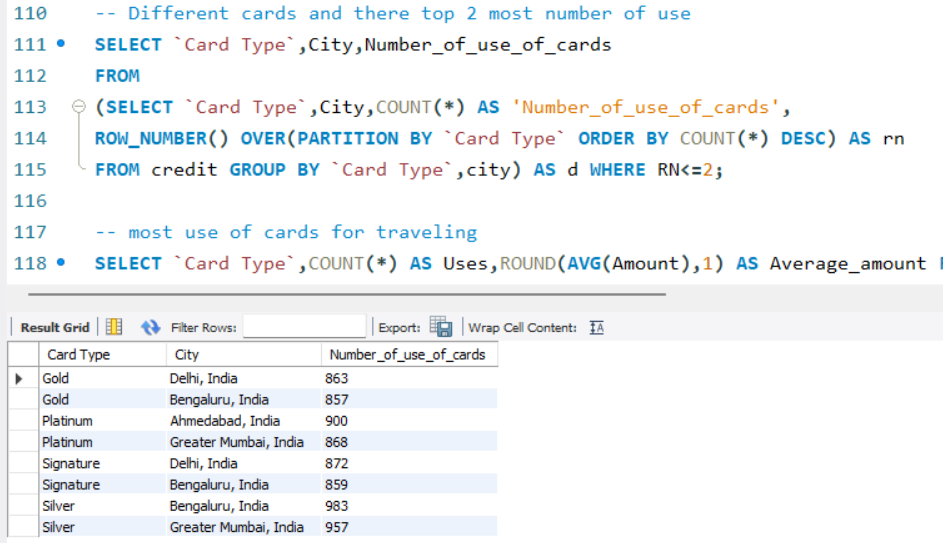 110 -- Different cards and there top 2 most number of use
111 SELECT `Card Type`,City,Number_of_use_of_cards
112 FROM
113 (SELECT `Card Type`,City,COUNT(*) AS 'Number_of_use_of_cards',
114 ROW_NUMBER() OVER(PARTITION BY `Card Type` ORDER BY COUNT(*) DESC) AS rn
115 FROM credit GROUP BY `Card Type`,city) AS d WHERE RN<=2;
116
117 -- most use of cards for traveling
118 SELECT `Card Type`,COUNT(*) AS Uses,ROUND(AVG(Amount),1) AS Average_amount
Result Grid Filter Rows: Export: Wrap Cell Content: IA
Card Type City Number_of_use_of_cards
Gold Delhi, India 863
Gold Bengaluru, India 857
Platinum Ahmedabad, India 900
Platinum Greater Mumbai, India 868
Signature Delhi, India 872
Signature Bengaluru, India 859
Silver Bengaluru, India 983
Silver Greater Mumbai, India 957